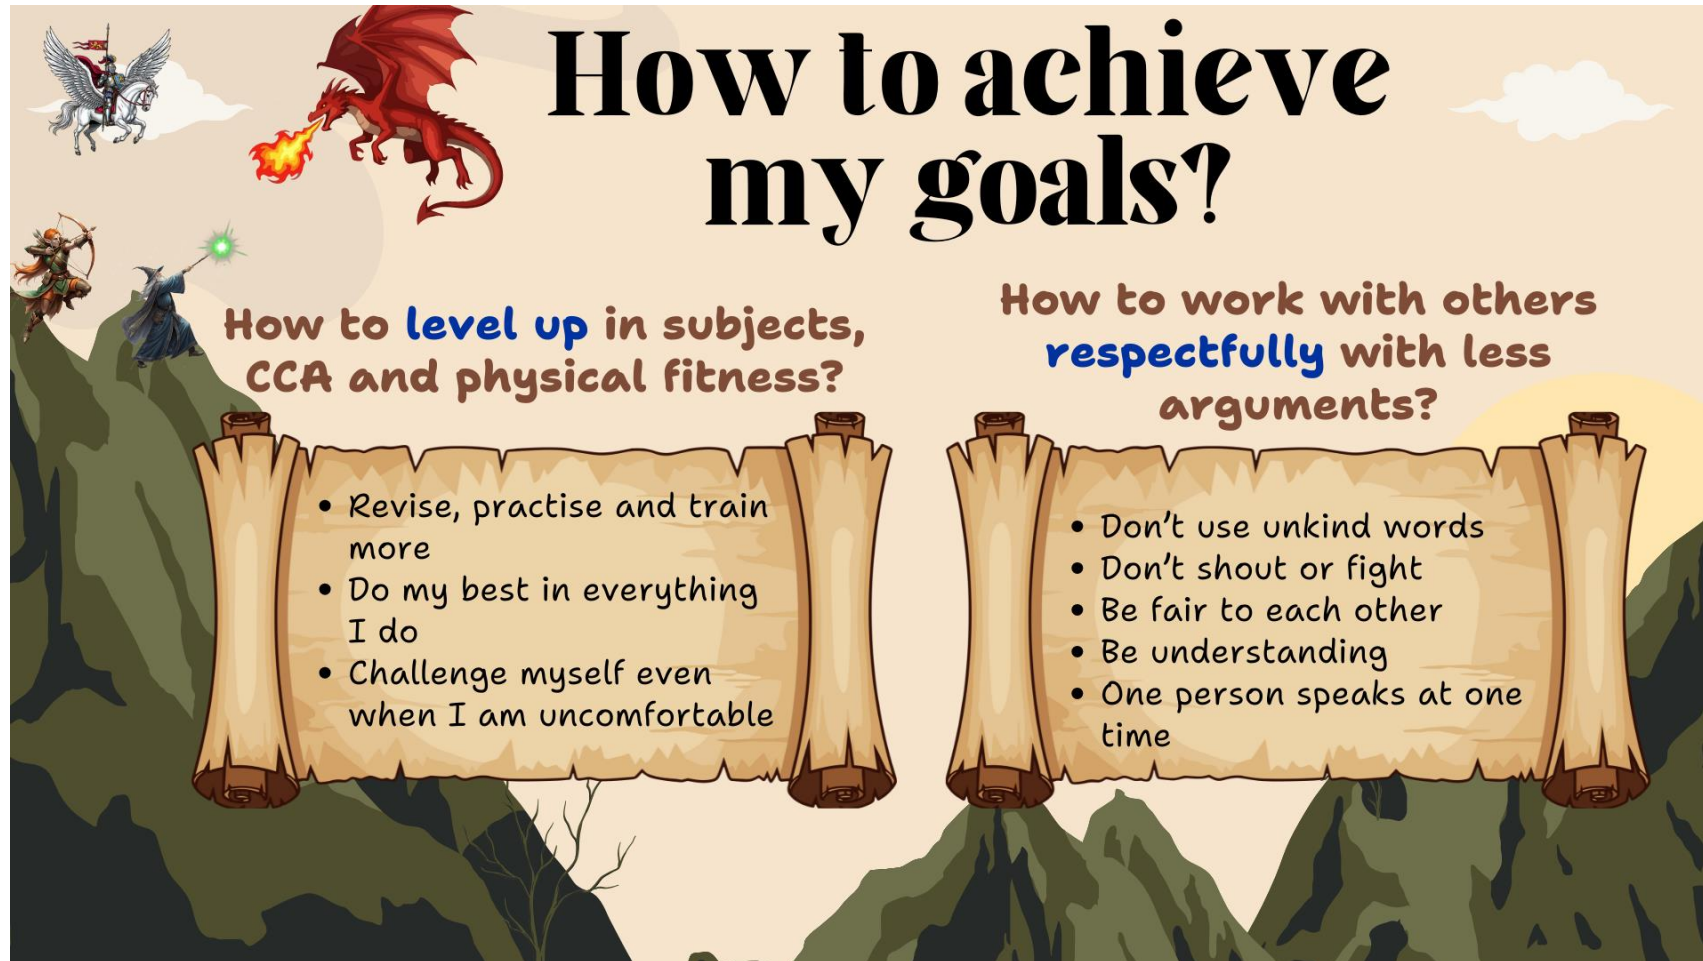 How to achieve
my goals?
How to level up in subjects,
CCA and physical fitness?
• Revise, practise and train
more
• Do my best in everything
I do
• Challenge myself even
when I am uncomfortable
How to work with others
respectfully with less
arguments?
• Don't use unkind words
• Don't shout or fight
• Be fair to each other
• Be understanding
• One person speaks at one
time